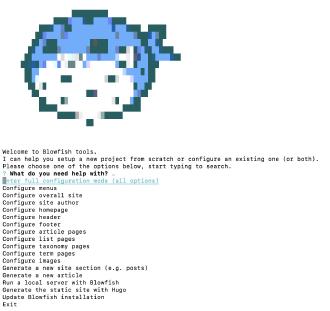 Welcome to Blowfish tools.
I can help you setup a new project from scratch or configure an existing one (or both).
Please choose one of the options below, start typing to search.
? What do you need help with? …
Enter full configuration mode (all options)
Configure menus
Configure overall site
Configure site author
Configure homepage
Configure header
Configure footer
Configure article pages
Configure list pages
Configure taxonomy pages
Configure term pages
Configure images
Generate a new site section (e.g. posts)
Generate a new article
Run a local server with Blowfish
Generate the static site with Hugo
Update Blowfish installation
Exit